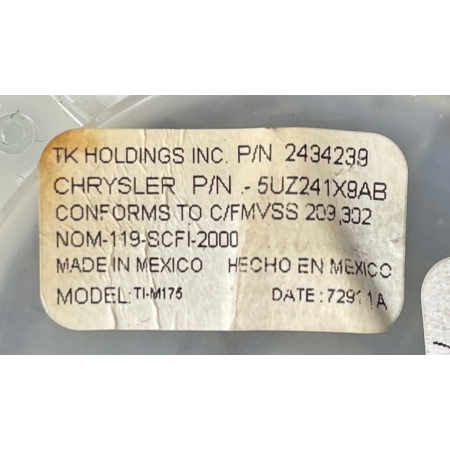 TK HOLDINGS INC. P/N 2434239
CHRYSLER P/N - 5UZ241X9AB
CONFORMS TO C/FMVSS 209,302
NOM-119-SCFI-2000
MADE IN MEXICO HECHO EN MEXICO
MODEL: TI-M175 DATE: